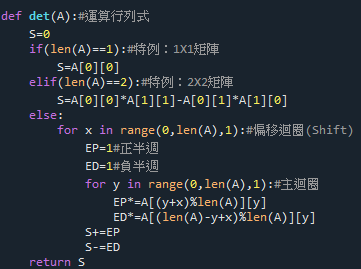 def det(A):#運算行列式
    S=0
    if(len(A)==1):#特例：1X1矩陣
        S=A[0][0]
    elif(len(A)==2):#特例：2X2矩陣
        S=A[0][0]*A[1][1]-A[0][1]*A[1][0]
    else:
        for x in range(0,len(A),1):#偏移迴圈(Shift)
            EP=1#正半週
            ED=1#負半週
            for y in range(0,len(A),1):#主迴圈
                EP*=A[(y+x)%len(A)][y]
                ED*=A[(len(A)-y+x)%len(A)][y]
            S+=EP
            S-=ED
    return S